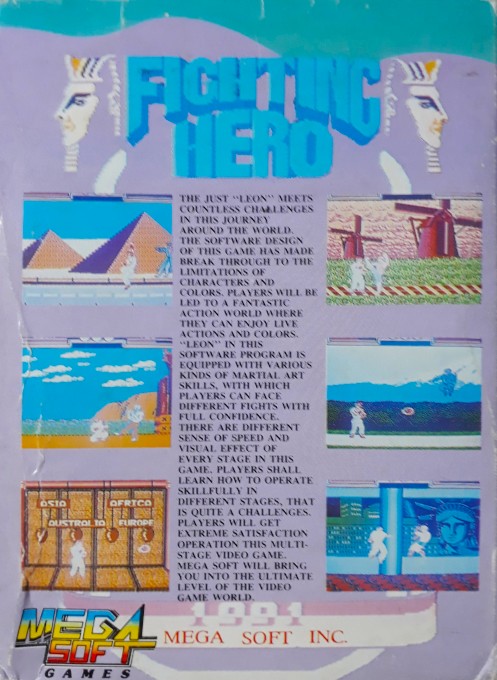 FIGHTING
HERO
THE JUST "LEON" MEETS
COUNTLESS CHALLENGES
IN THIS JOURNEY
AROUND THE WORLD.
THE SOFTWARE DESIGN
OF THIS GAME HAS MADE
BREAK THROUGH TO THE
LIMITATIONS OF
CHARACTERS AND
COLORS. PLAYERS WILL BE
LED TO A FANTASTIC
ACTION WORLD WHERE
THEY CAN ENJOY LIVE
ACTIONS AND COLORS.
"LEON" IN THIS
SOFTWARE PROGRAM IS
EQUIPPED WITH VARIOUS
KINDS OF MARTIAL ART
SKILLS, WITH WHICH
PLAYERS CAN FACE
DIFFERENT FIGHTS WITH
FULL CONFIDENCE.
THERE ARE DIFFERENT
SENSE OF SPEED AND
VISUAL EFFECT OF
EVERY STAGE IN THIS
GAME. PLAYERS SHALL
LEARN HOW TO OPERATE
SKILLFULLY IN
DIFFERENT STAGES, THAT
IS QUITE A CHALLENGES.
PLAYERS WILL GET
EXTREME SATISFACTION
OPERATION THIS MULTI-
STAGE VIDEO GAME.
MEGA SOFT WILL BRING
YOU INTO THE ULTIMATE
LEVEL OF THE VIDEO
GAME WORLD.
ASIA AFRICA
AUSTRALIA EUROPE
1991
MEGA SOFT INC.
MEGA
SOFT
GAMES